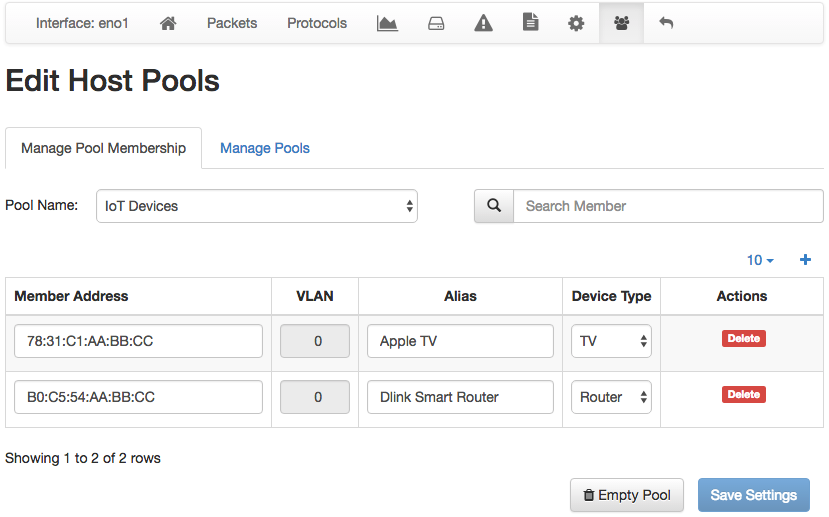 Interface: eno1 Packets Protocols
Edit Host Pools
Manage Pool Membership Manage Pools
Pool Name: IoT Devices Search Member
10
Member Address VLAN Alias Device Type Actions
78:31:C1:AA:BB:CC 0 Apple TV TV Delete
B0:C5:54:AA:BB:CC 0 Dlink Smart Router Router Delete
Showing 1 to 2 of 2 rows
Empty Pool Save Settings